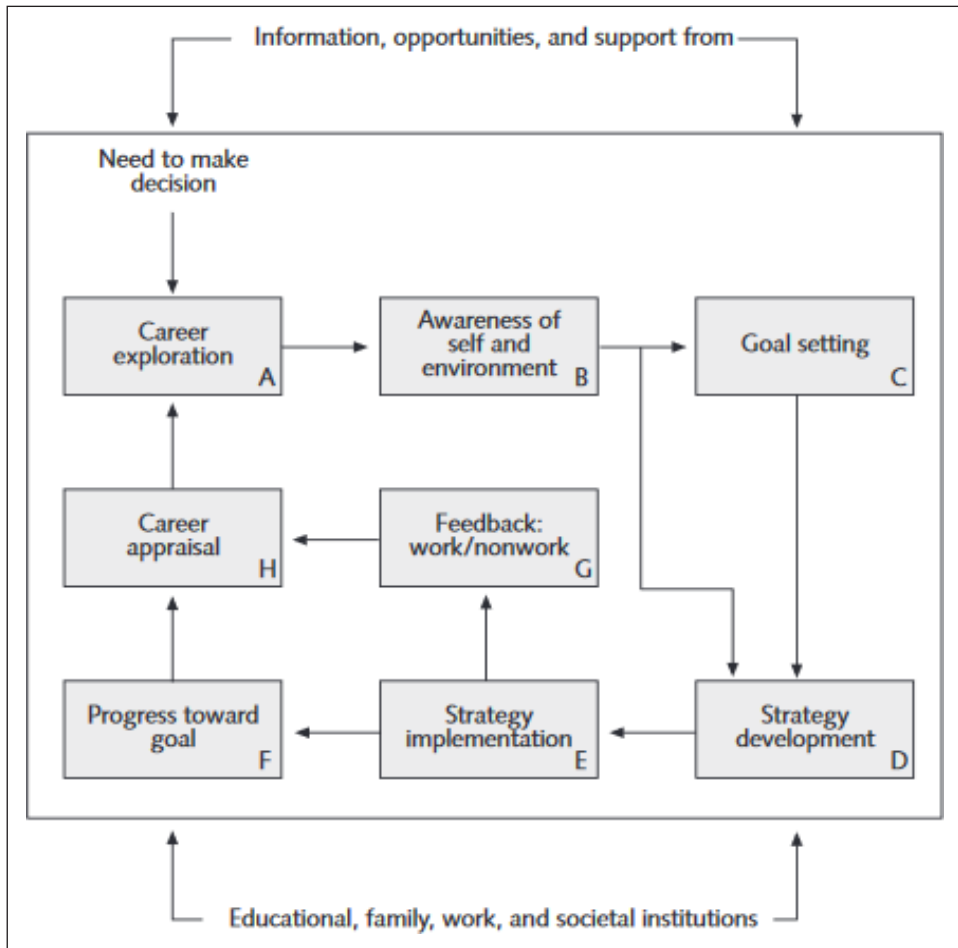 Information, opportunities, and support from
Need to make
decision
Career
exploration
A
Awareness of
self and
environment
B
Goal setting
C
Career
appraisal
H
Feedback:
work/nonwork
G
Progress toward
goal
F
Strategy
implementation
E
Strategy
development
D
Educational, family, work, and societal institutions